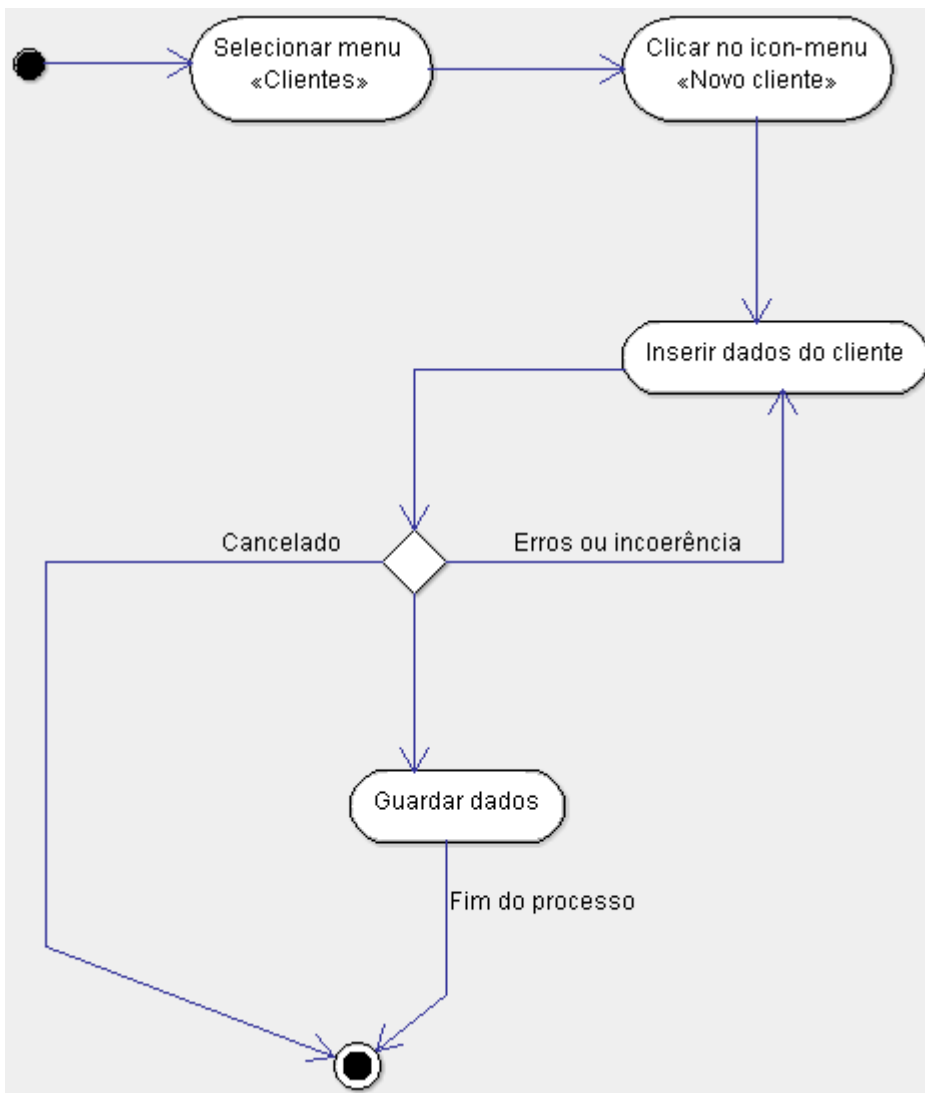 Selecionar menu
«Clientes»
Clicar no icon-menu
«Novo cliente»
Inserir dados do cliente
Cancelado
Erros ou incoerência
Guardar dados
Fim do processo